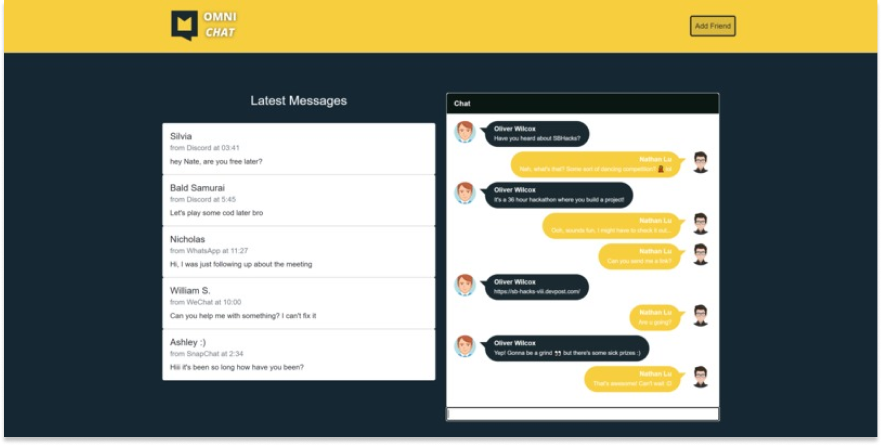 OMNI
CHAT
Add Friend
Latest Messages
Silvia
from Discord at 03:41
hey Nate, are you free later?
Bald Samurai
from Discord at 5:45
Let's play some cod later bro
Nicholas
from WhatsApp at 11:27
Hi, I was just following up about the meeting
William S.
from WeChat at 10:00
Can you help me with something? I can't fix it
Ashley :)
from SnapChat at 2:34
Hiii it's been so long how have you been?
Chat
Oliver Wilcox
Have you heard about SBHacks?
Nathan Lu
Nah, what's that? Some sort of dancing competition?
Oliver Wilcox
It's a 36 hour hackathon where you build a project!
Nathan Lu
Ooh, sounds fun. I might have to check it out...
Nathan Lu
Can you send me a link?
Oliver Wilcox
https://sb-hacks-viii.devpost.com/
Nathan Lu
Are u going?
Oliver Wilcox
Yep! Gonna be a grind 👀 but there's some sick prizes :)
Nathan Lu
That's awesome! Can't wait :D